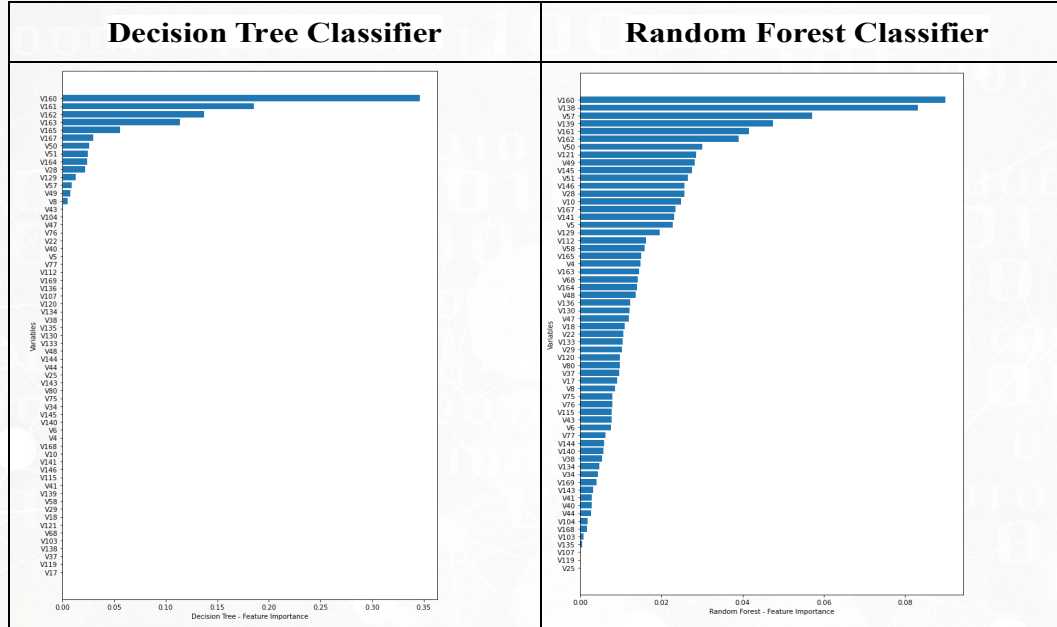 Decision Tree Classifier
Random Forest Classifier
V160
V161
V162
V163
V165
V167
V50
V51
V164
V28
V129
V57
V49
V8
V43
V104
V47
V76
V22
V40
V5
V77
V112
V169
V136
V107
V120
V134
V38
V135
V130
V133
V48
V144
V44
V25
V143
V80
V75
V34
V145
V140
V6
V4
V168
V10
V141
V146
V115
V41
V139
V58
V29
V18
V121
V68
V103
V138
V37
V119
V17
Variables
0.00 0.05 0.10 0.15 0.20 0.25 0.30 0.35
Decision Tree - Feature Importance
V160
V138
V57
V139
V161
V162
V50
V121
V49
V145
V51
V146
V28
V10
V167
V141
V5
V129
V112
V58
V165
V4
V163
V68
V164
V48
V136
V130
V47
V18
V22
V133
V29
V120
V80
V37
V17
V8
V75
V76
V115
V43
V6
V77
V144
V140
V38
V134
V34
V169
V143
V41
V40
V44
V104
V168
V103
V135
V107
V119
V25
Variables
0.00 0.02 0.04 0.06 0.08
Random Forest - Feature Importance